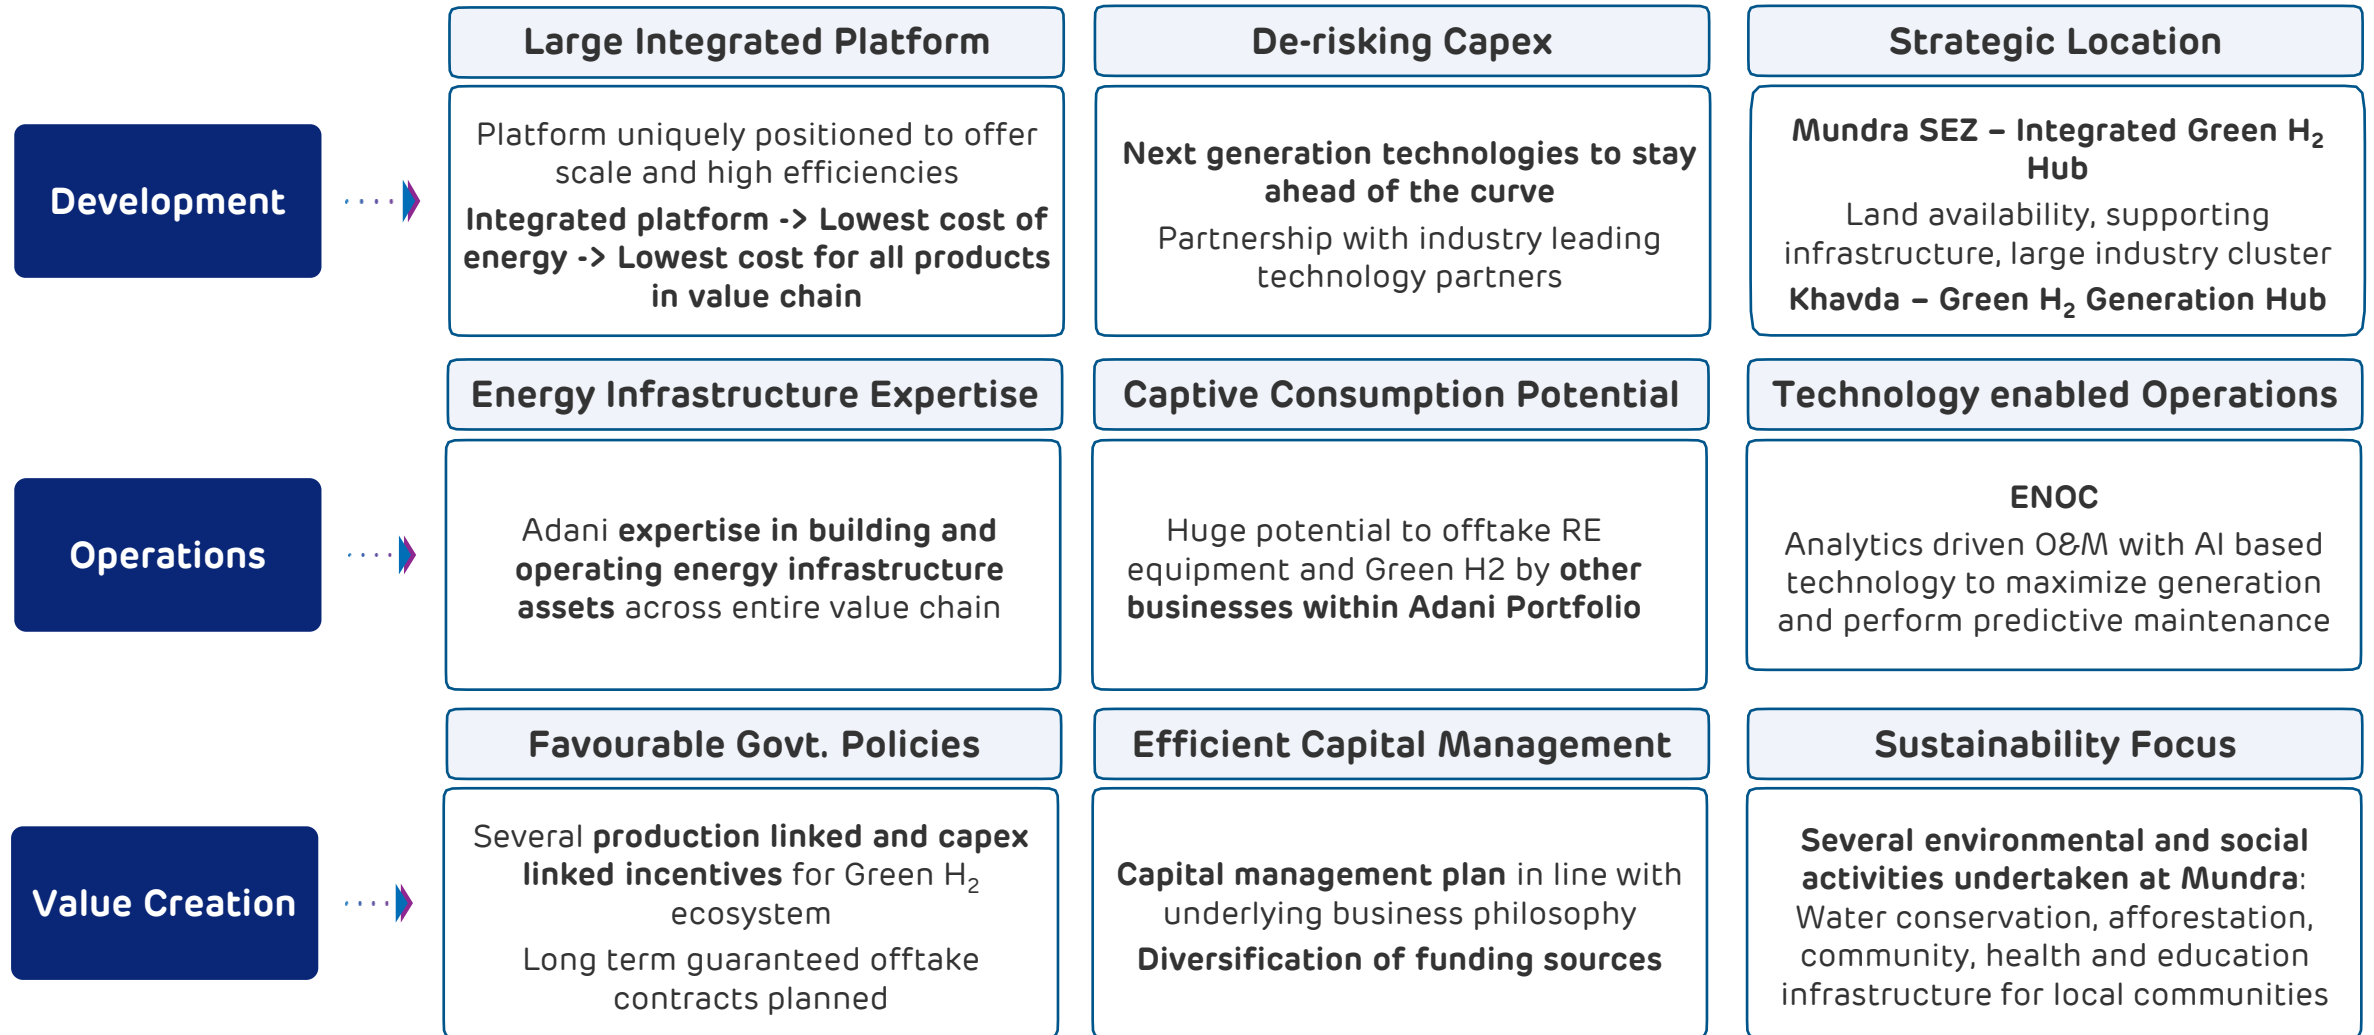 Large Integrated Platform
De-risking Capex
Strategic Location
Development
Platform uniquely positioned to offer
scale and high efficiencies
Integrated platform -> Lowest cost of
energy -> Lowest cost for all products
in value chain
Next generation technologies to stay
ahead of the curve
Partnership with industry leading
technology partners
Mundra SEZ – Integrated Green H₂
Hub
Land availability, supporting
infrastructure, large industry cluster
Khavda – Green H₂ Generation Hub
Energy Infrastructure Expertise
Captive Consumption Potential
Technology enabled Operations
Operations
Adani expertise in building and
operating energy infrastructure
assets across entire value chain
Huge potential to offtake RE
equipment and Green H2 by other
businesses within Adani Portfolio
ENOC
Analytics driven O&M with AI based
technology to maximize generation
and perform predictive maintenance
Favourable Govt. Policies
Efficient Capital Management
Sustainability Focus
Value Creation
Several production linked and capex
linked incentives for Green H₂
ecosystem
Long term guaranteed offtake
contracts planned
Capital management plan in line with
underlying business philosophy
Diversification of funding sources
Several environmental and social
activities undertaken at Mundra:
Water conservation, afforestation,
community, health and education
infrastructure for local communities